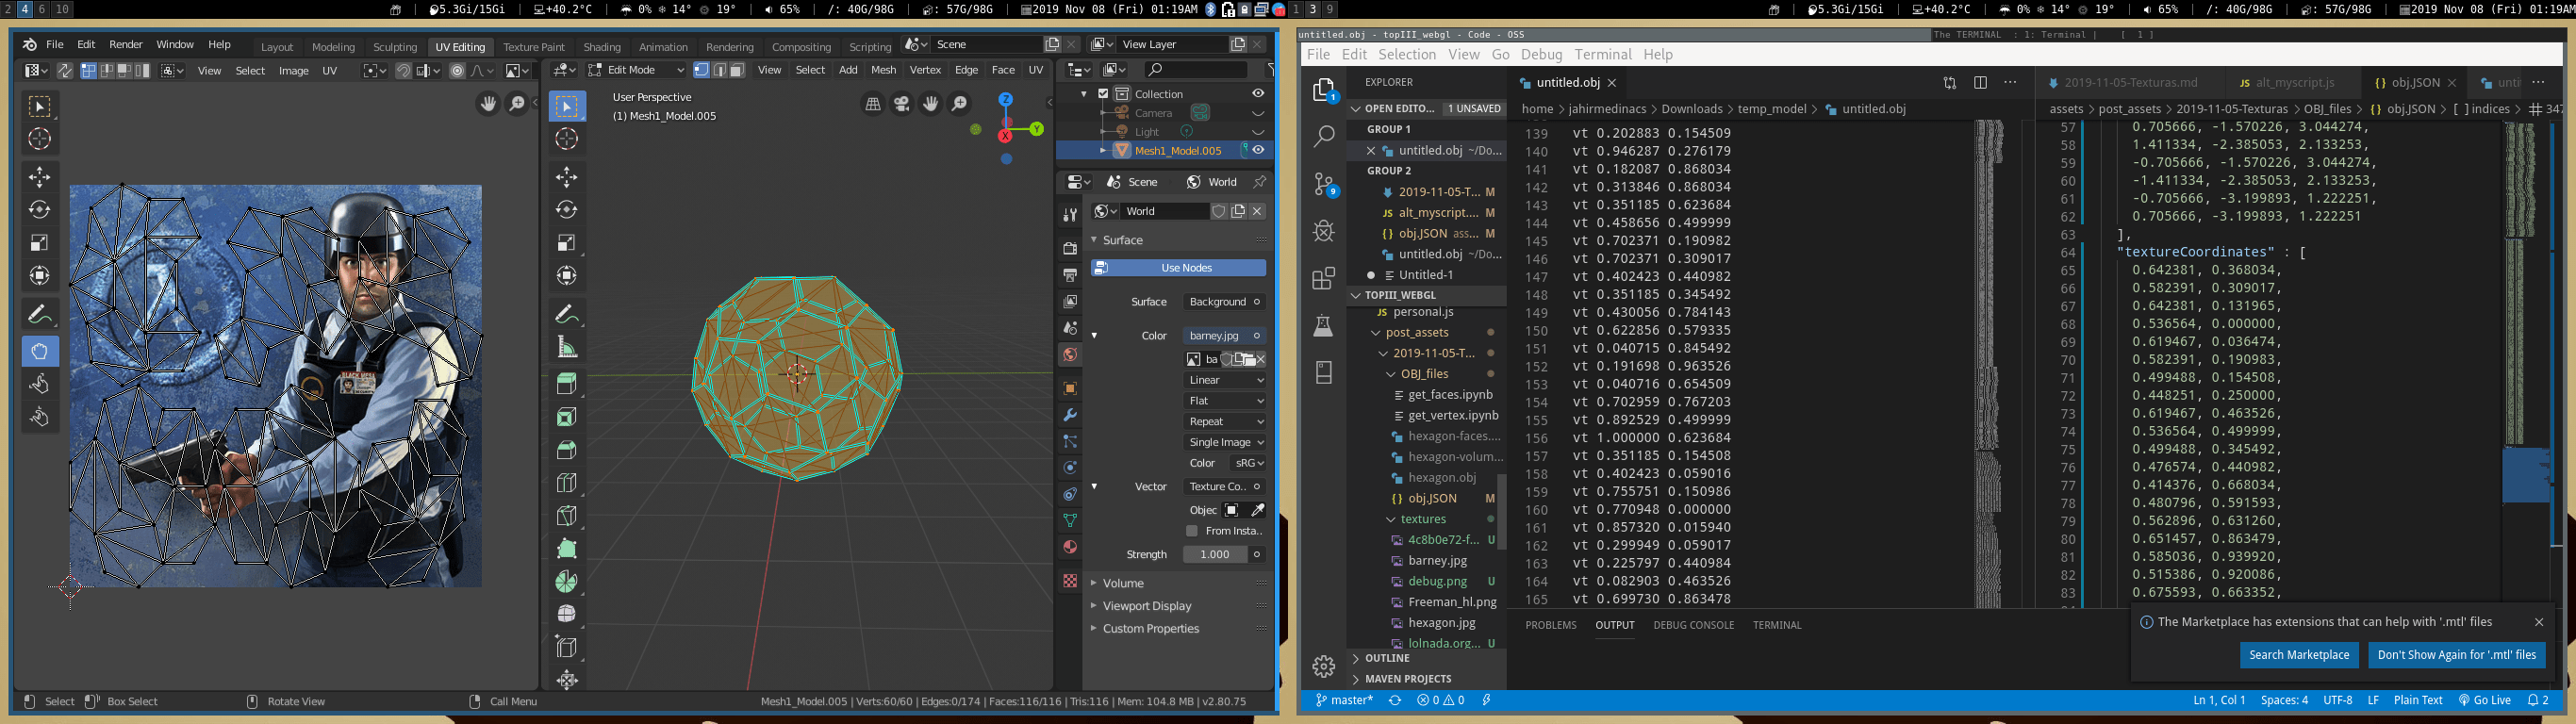 2 4 6 10
5.3Gi/15Gi | +40.2°C | 0% 14° 19° | 65% | /: 40G/98G | : 57G/98G | 2019 Nov 08 (Fri) 01:19AM
1 3 9
5.3Gi/15Gi | +40.2°C | 0% 14° 19° | 65% | /: 40G/98G | : 57G/98G | 2019 Nov 08 (Fri) 01:19AM
File Edit Render Window Help
Layout Modeling Sculpting UV Editing Texture Paint Shading Animation Rendering Compositing Scripting
Scene
View Layer
View Select Image UV
Edit Mode
View Select Add Mesh Vertex Edge Face UV
User Perspective
(1) Mesh1_Model.005
Z
Y
X
BLACK MESA
Collection
Camera
Light
Mesh1_Model.005
Scene World
World
Surface
Use Nodes
Surface Background
Color barney.jpg
ba
Linear
Flat
Repeat
Single Image
Color sRG
Vector Texture Co..
Objec
From Insta..
Strength 1.000
Volume
Viewport Display
Custom Properties
Select Box Select Rotate View Call Menu
Mesh1_Model.005 | Verts:60/60 | Edges:0/174 | Faces:116/116 | Tris:116 | Mem: 104.8 MB | v2.80.75
untitled.obj - topIII_webgl - Code - OSS
The TERMINAL : 1: Terminal | [ 1 ]
File Edit Selection View Go Debug Terminal Help
EXPLORER
OPEN EDITO... 1 UNSAVED
GROUP 1
untitled.obj ~/Do...
GROUP 2
2019-11-05-T... M
alt_myscript.... M
obj.JSON ass... M
untitled.obj ~/Do...
Untitled-1
TOPIII_WEBGL
personal.js
post_assets
2019-11-05-T...
OBJ_files
get_faces.ipynb
get_vertex.ipynb
hexagon-faces....
hexagon-volum...
hexagon.obj
obj.JSON M
textures
4c8b0e72-f... U
barney.jpg
debug.png U
Freeman_hl.png
hexagon.jpg
lolnada.org... U
OUTLINE
MAVEN PROJECTS
1
9
untitled.obj
home > jahirmedinacs > Downloads > temp_model > untitled.obj
139 vt 0.202883 0.154509
140 vt 0.946287 0.276179
141 vt 0.182087 0.868034
142 vt 0.313846 0.868034
143 vt 0.351185 0.623684
144 vt 0.458656 0.499999
145 vt 0.702371 0.190982
146 vt 0.702371 0.309017
147 vt 0.402423 0.440982
148 vt 0.351185 0.345492
149 vt 0.430056 0.784143
150 vt 0.622856 0.579335
151 vt 0.040715 0.845492
152 vt 0.191698 0.963526
153 vt 0.040716 0.654509
154 vt 0.702959 0.767203
155 vt 0.892529 0.499999
156 vt 1.000000 0.623684
157 vt 0.351185 0.154508
158 vt 0.402423 0.059016
159 vt 0.755751 0.150986
160 vt 0.770948 0.000000
161 vt 0.857320 0.015940
162 vt 0.299949 0.059017
163 vt 0.225797 0.440984
164 vt 0.082903 0.463526
165 vt 0.699730 0.863478
2019-11-05-Texturas.md alt_myscript.js obj.JSON unti
assets > post_assets > 2019-11-05-Texturas > OBJ_files > obj.JSON > [ ] indices > # 347
57 0.705666, -1.570226, 3.044274,
58 1.411334, -2.385053, 2.133253,
59 -0.705666, -1.570226, 3.044274,
60 -1.411334, -2.385053, 2.133253,
61 -0.705666, -3.199893, 1.222251,
62 0.705666, -3.199893, 1.222251
63 ],
64 "textureCoordinates" : [
65 0.642381, 0.368034,
66 0.582391, 0.309017,
67 0.642381, 0.131965,
68 0.536564, 0.000000,
69 0.619467, 0.036474,
70 0.582391, 0.190983,
71 0.499488, 0.154508,
72 0.448251, 0.250000,
73 0.619467, 0.463526,
74 0.536564, 0.499999,
75 0.499488, 0.345492,
76 0.476574, 0.440982,
77 0.414376, 0.668034,
78 0.480796, 0.591593,
79 0.562896, 0.631260,
80 0.651457, 0.863479,
81 0.585036, 0.939920,
82 0.515386, 0.920086,
83 0.675593, 0.663352,
PROBLEMS OUTPUT DEBUG CONSOLE TERMINAL
The Marketplace has extensions that can help with '.mtl' files
Search Marketplace Don't Show Again for '.mtl' files
master* 0 0
Ln 1, Col 1 Spaces: 4 UTF-8 LF Plain Text Go Live 2